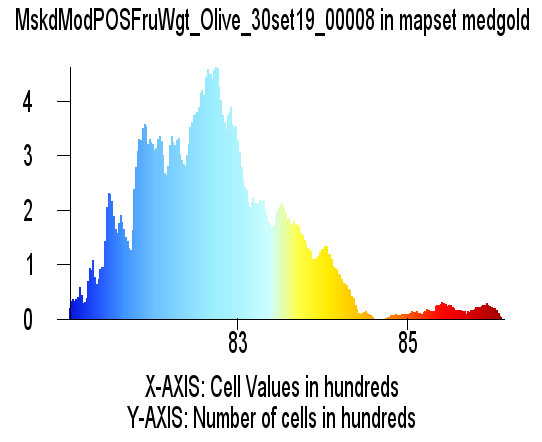 MskdModPOSFruWgt_Olive_30set19_00008 in mapset medgold
4
3
2
1
0
83 85
X-AXIS: Cell Values in hundreds
Y-AXIS: Number of cells in hundreds